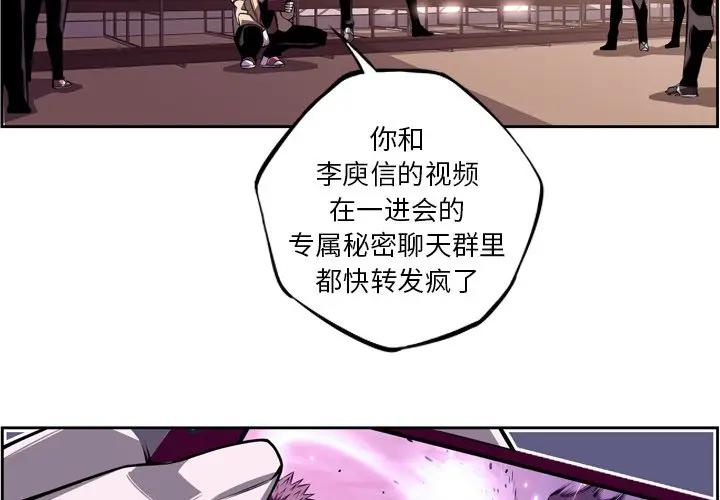 你和
李庾信的视频
在一进会的
专属秘密聊天群里
都快转发疯了